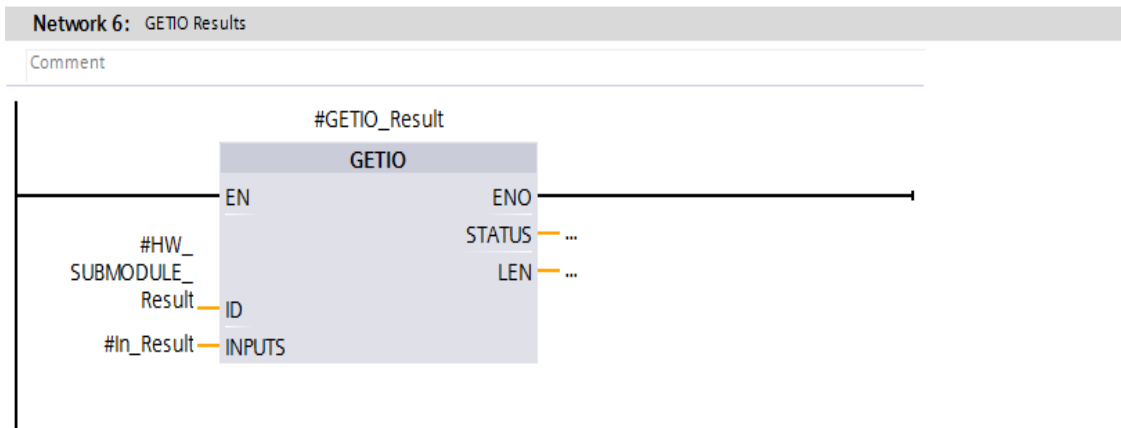 Network 6: GETIO Results
Comment
#GETIO_Result
GETIO
EN
ENO
STATUS ...
#HW_
SUBMODULE_
Result
LEN ...
ID
#In_Result
INPUTS